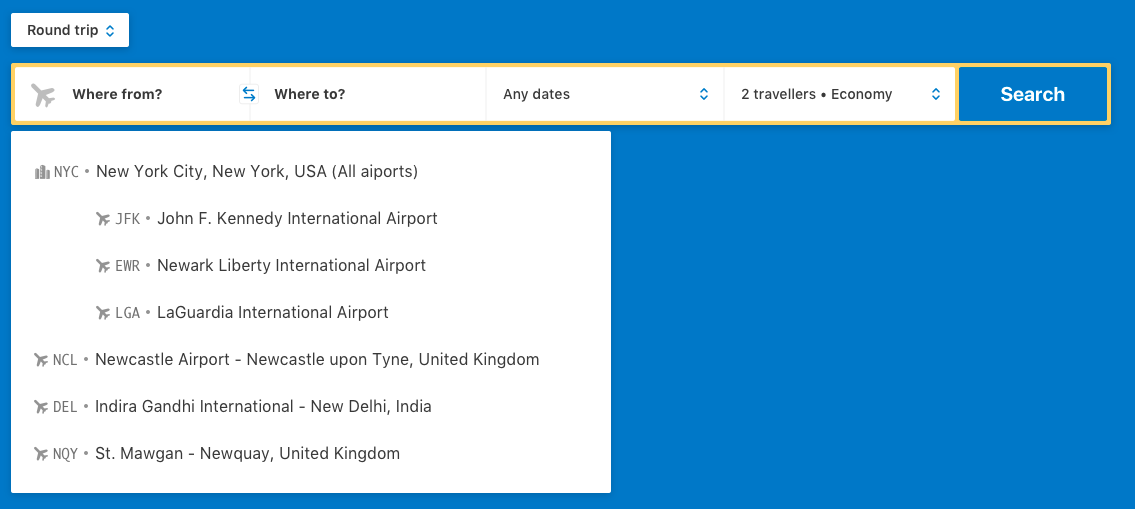 Round trip
Where from? Where to? Any dates 2 travellers • Economy Search
NYC • New York City, New York, USA (All aiports)
JFK • John F. Kennedy International Airport
EWR • Newark Liberty International Airport
LGA • LaGuardia International Airport
NCL • Newcastle Airport - Newcastle upon Tyne, United Kingdom
DEL • Indira Gandhi International - New Delhi, India
NQY • St. Mawgan - Newquay, United Kingdom